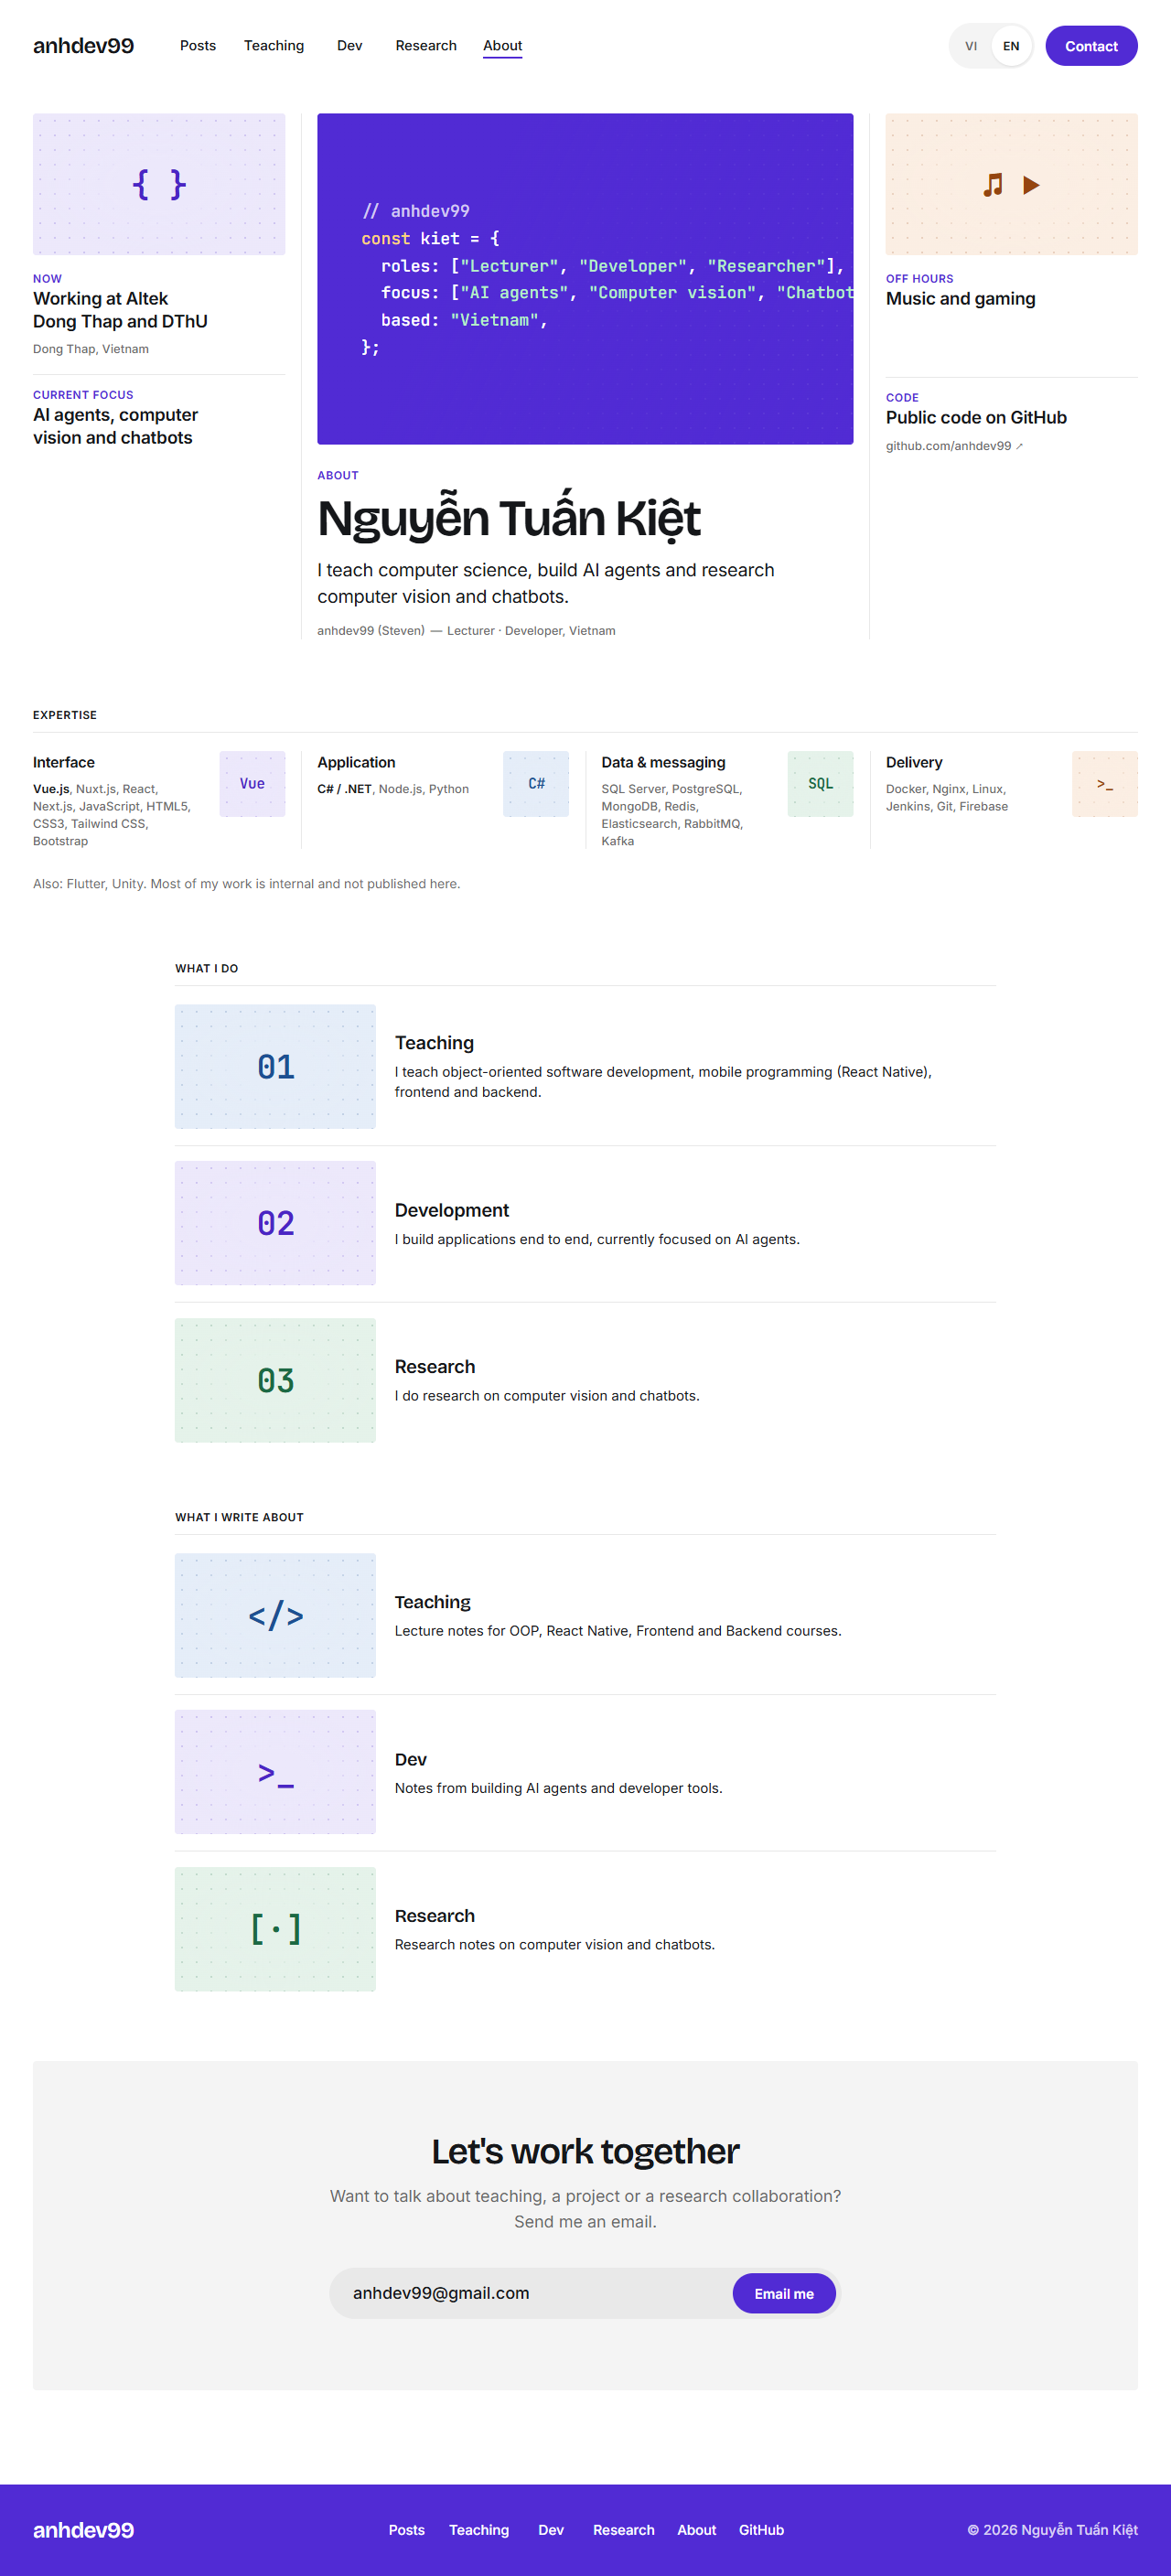 anhdev99
Posts Teaching Dev Research About
VI EN Contact
{ }
NOW
Working at Altek
Dong Thap and DThU
Dong Thap, Vietnam
CURRENT FOCUS
AI agents, computer
vision and chatbots
// anhdev99
const kiet = {
roles: ["Lecturer", "Developer", "Researcher"],
focus: ["AI agents", "Computer vision", "Chatbot
based: "Vietnam",
};
ABOUT
Nguyễn Tuấn Kiệt
I teach computer science, build AI agents and research
computer vision and chatbots.
anhdev99 (Steven) — Lecturer · Developer, Vietnam
OFF HOURS
Music and gaming
CODE
Public code on GitHub
github.com/anhdev99 ↗
EXPERTISE
Interface
Vue.js, Nuxt.js, React,
Next.js, JavaScript, HTML5,
CSS3, Tailwind CSS,
Bootstrap
Vue
Application
C# / .NET, Node.js, Python
C#
Data & messaging
SQL Server, PostgreSQL,
MongoDB, Redis,
Elasticsearch, RabbitMQ,
Kafka
SQL
Delivery
Docker, Nginx, Linux,
Jenkins, Git, Firebase
>_
Also: Flutter, Unity. Most of my work is internal and not published here.
WHAT I DO
01
Teaching
I teach object-oriented software development, mobile programming (React Native),
frontend and backend.
02
Development
I build applications end to end, currently focused on AI agents.
03
Research
I do research on computer vision and chatbots.
WHAT I WRITE ABOUT
</>
Teaching
Lecture notes for OOP, React Native, Frontend and Backend courses.
>_
Dev
Notes from building AI agents and developer tools.
[·]
Research
Research notes on computer vision and chatbots.
Let's work together
Want to talk about teaching, a project or a research collaboration?
Send me an email.
anhdev99@gmail.com Email me
anhdev99
Posts Teaching Dev Research About GitHub
© 2026 Nguyễn Tuấn Kiệt